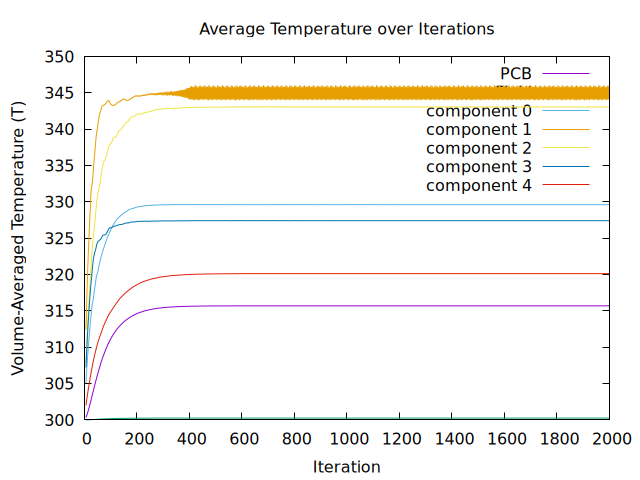 Average Temperature over Iterations
Volume-Averaged Temperature (T)
350
345
340
335
330
325
320
315
310
305
300
PCB
component 0
component 1
component 2
component 3
component 4
0
200
400
600
800
1000
1200
1400
1600
1800
2000
Iteration